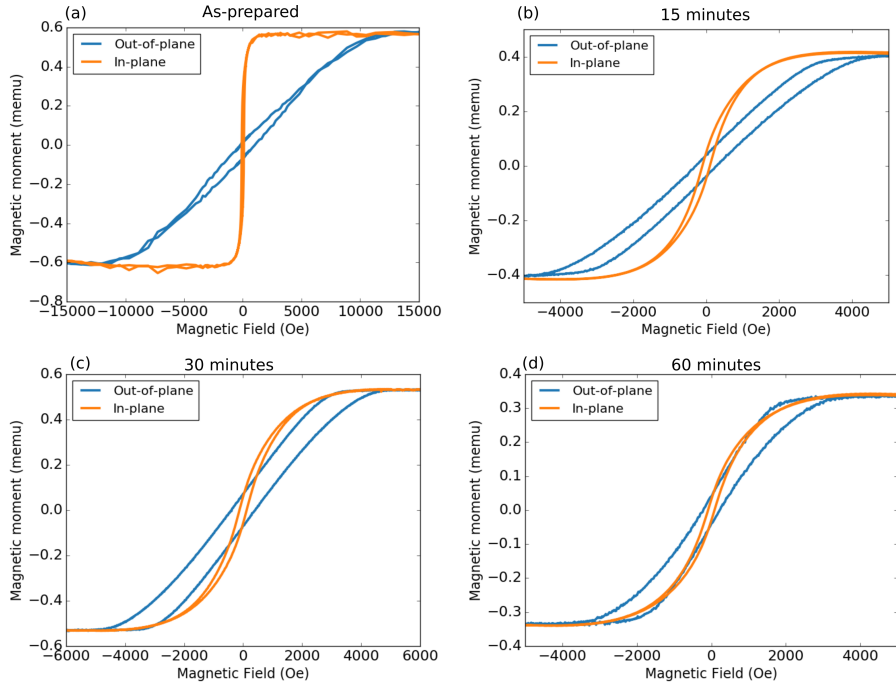 (a) As-prepared
Out-of-plane
In-plane
0.6
0.4
0.2
0.0
−0.2
−0.4
−0.6
−0.8
−15000 −10000 −5000 0 5000 10000 15000
Magnetic Field (Oe)
Magnetic moment (memu)
(b) 15 minutes
Out-of-plane
In-plane
0.4
0.2
0.0
−0.2
−0.4
−4000 −2000 0 2000 4000
Magnetic Field (Oe)
Magnetic moment (memu)
(c) 30 minutes
Out-of-plane
In-plane
0.6
0.4
0.2
0.0
−0.2
−0.4
−0.6
−6000 −4000 −2000 0 2000 4000 6000
Magnetic Field (Oe)
Magnetic moment (memu)
(d) 60 minutes
Out-of-plane
In-plane
0.4
0.3
0.2
0.1
0.0
−0.1
−0.2
−0.3
−0.4
−4000 −2000 0 2000 4000
Magnetic Field (Oe)
Magnetic moment (memu)